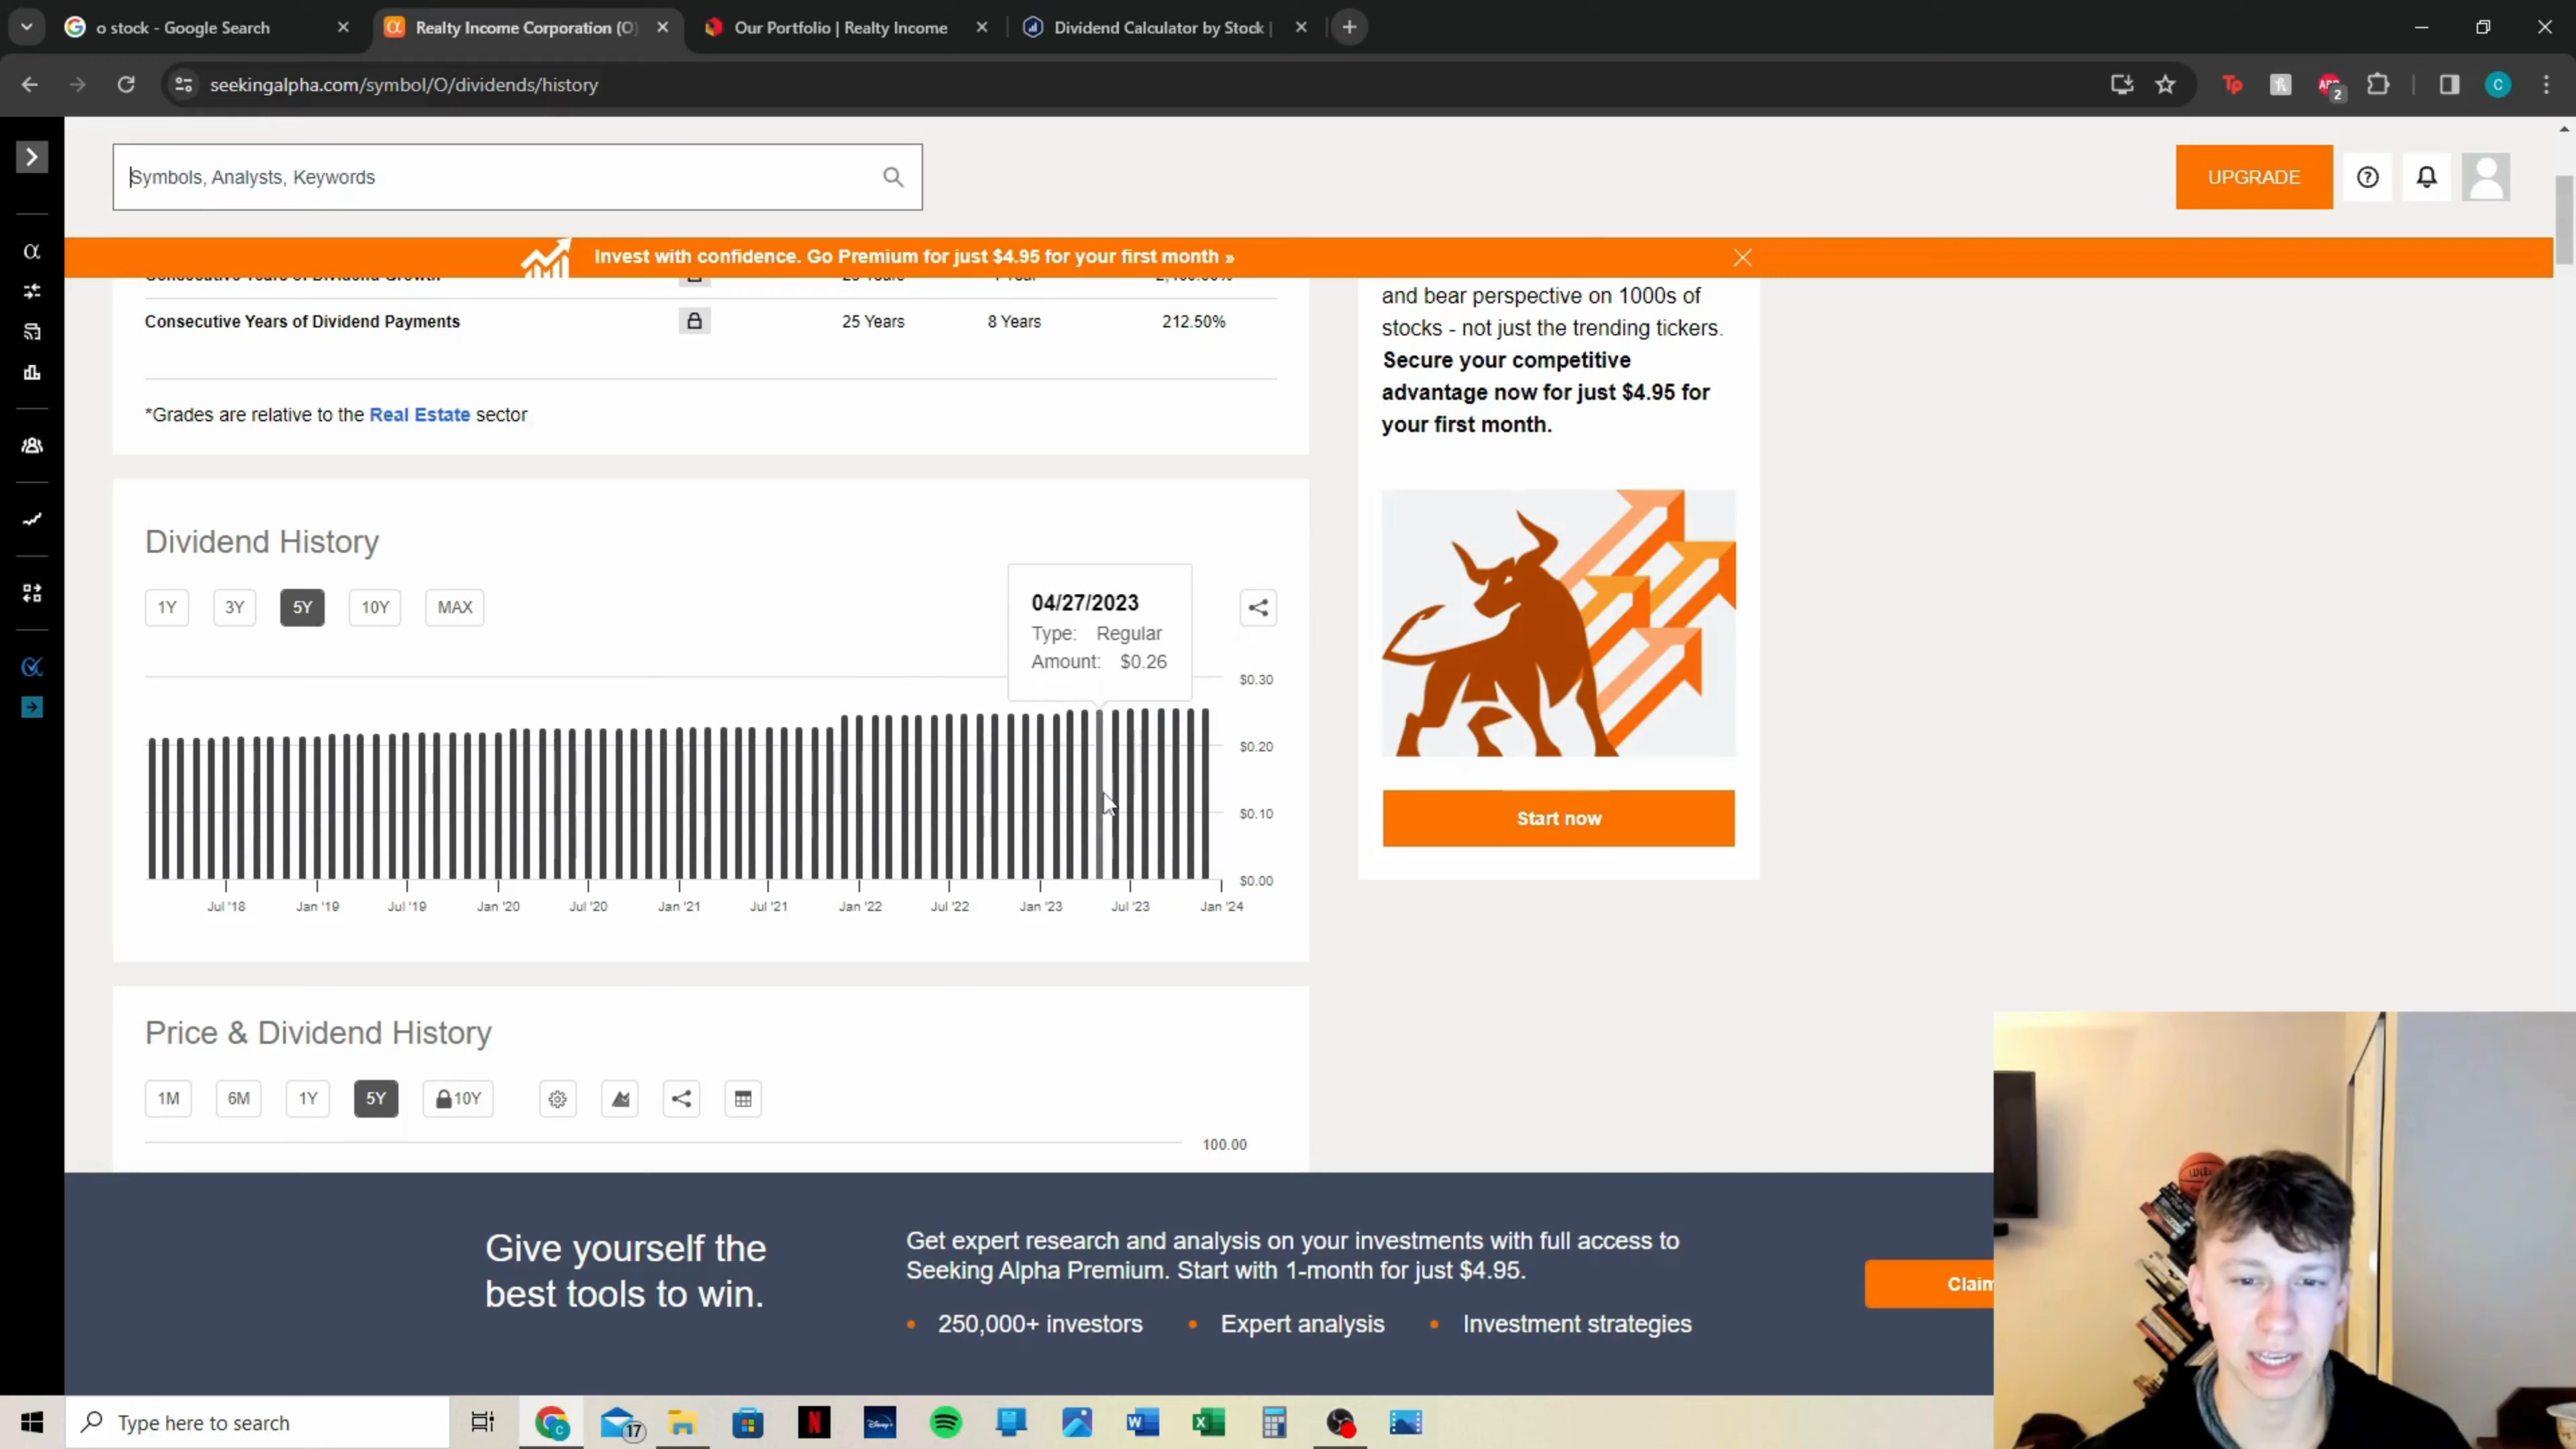 o stock - Google Search
Realty Income Corporation (O)
Our Portfolio | Realty Income
Dividend Calculator by Stock |
seekingalpha.com/symbol/O/dividends/history
Tp
2
C
Symbols, Analysts, Keywords
UPGRADE
Invest with confidence. Go Premium for just $4.95 for your first month »
Consecutive Years of Dividend Payments 25 Years 8 Years 212.50%
*Grades are relative to the Real Estate sector
and bear perspective on 1000s of
stocks - not just the trending tickers.
Secure your competitive
advantage now for just $4.95 for
your first month.
Start now
Dividend History
1Y 3Y 5Y 10Y MAX
04/27/2023
Type: Regular
Amount: $0.26
$0.30
$0.20
$0.10
$0.00
Jul '18 Jan '19 Jul '19 Jan '20 Jul '20 Jan '21 Jul '21 Jan '22 Jul '22 Jan '23 Jul '23 Jan '24
Price & Dividend History
1M 6M 1Y 5Y 10Y
100.00
Give yourself the
best tools to win.
Get expert research and analysis on your investments with full access to
Seeking Alpha Premium. Start with 1-month for just $4.95.
• 250,000+ investors • Expert analysis • Investment strategies
Claim
Type here to search
17